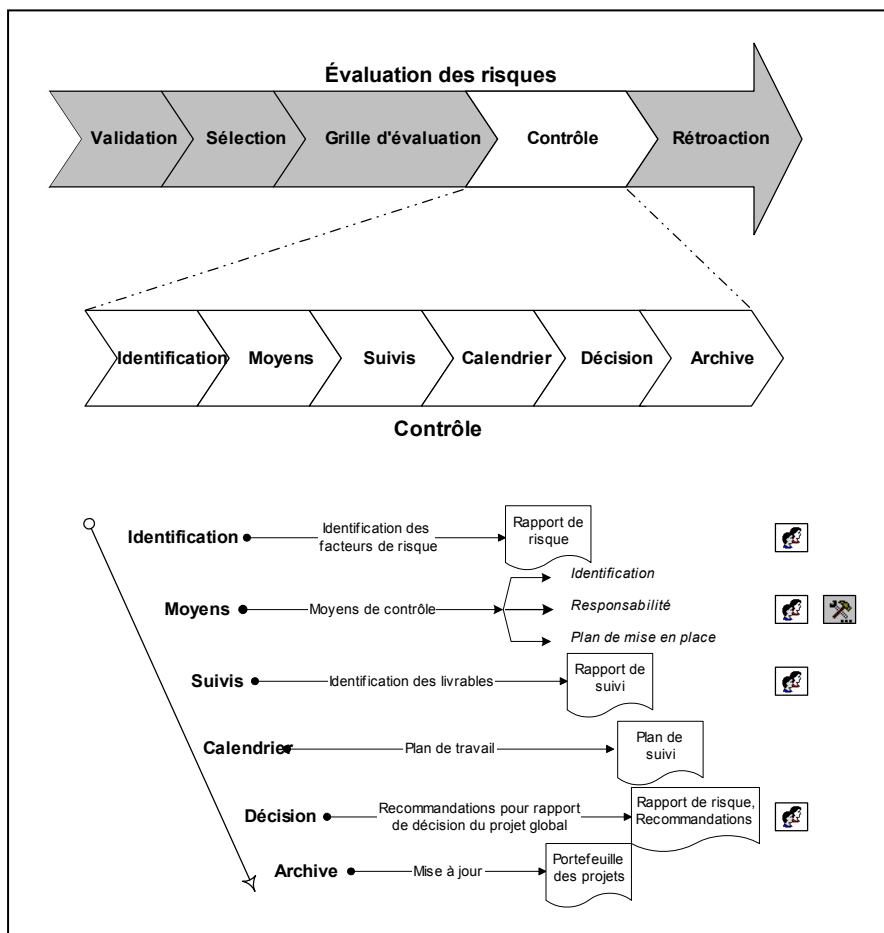 Évaluation des risques
Validation
Sélection
Grille d'évaluation
Contrôle
Rétroaction
Identification
Moyens
Suivis
Calendrier
Décision
Archive
Contrôle
Identification
Identification des
facteurs de risque
Rapport de
risque
Moyens
Moyens de contrôle
Identification
Responsabilité
Plan de mise en place
Suivis
Identification des livrables
Rapport de
suivi
Calendrier
Plan de travail
Plan de
suivi
Décision
Recommandations pour rapport
de décision du projet global
Rapport de risque,
Recommandations
Archive
Mise à jour
Portefeuille
des projets